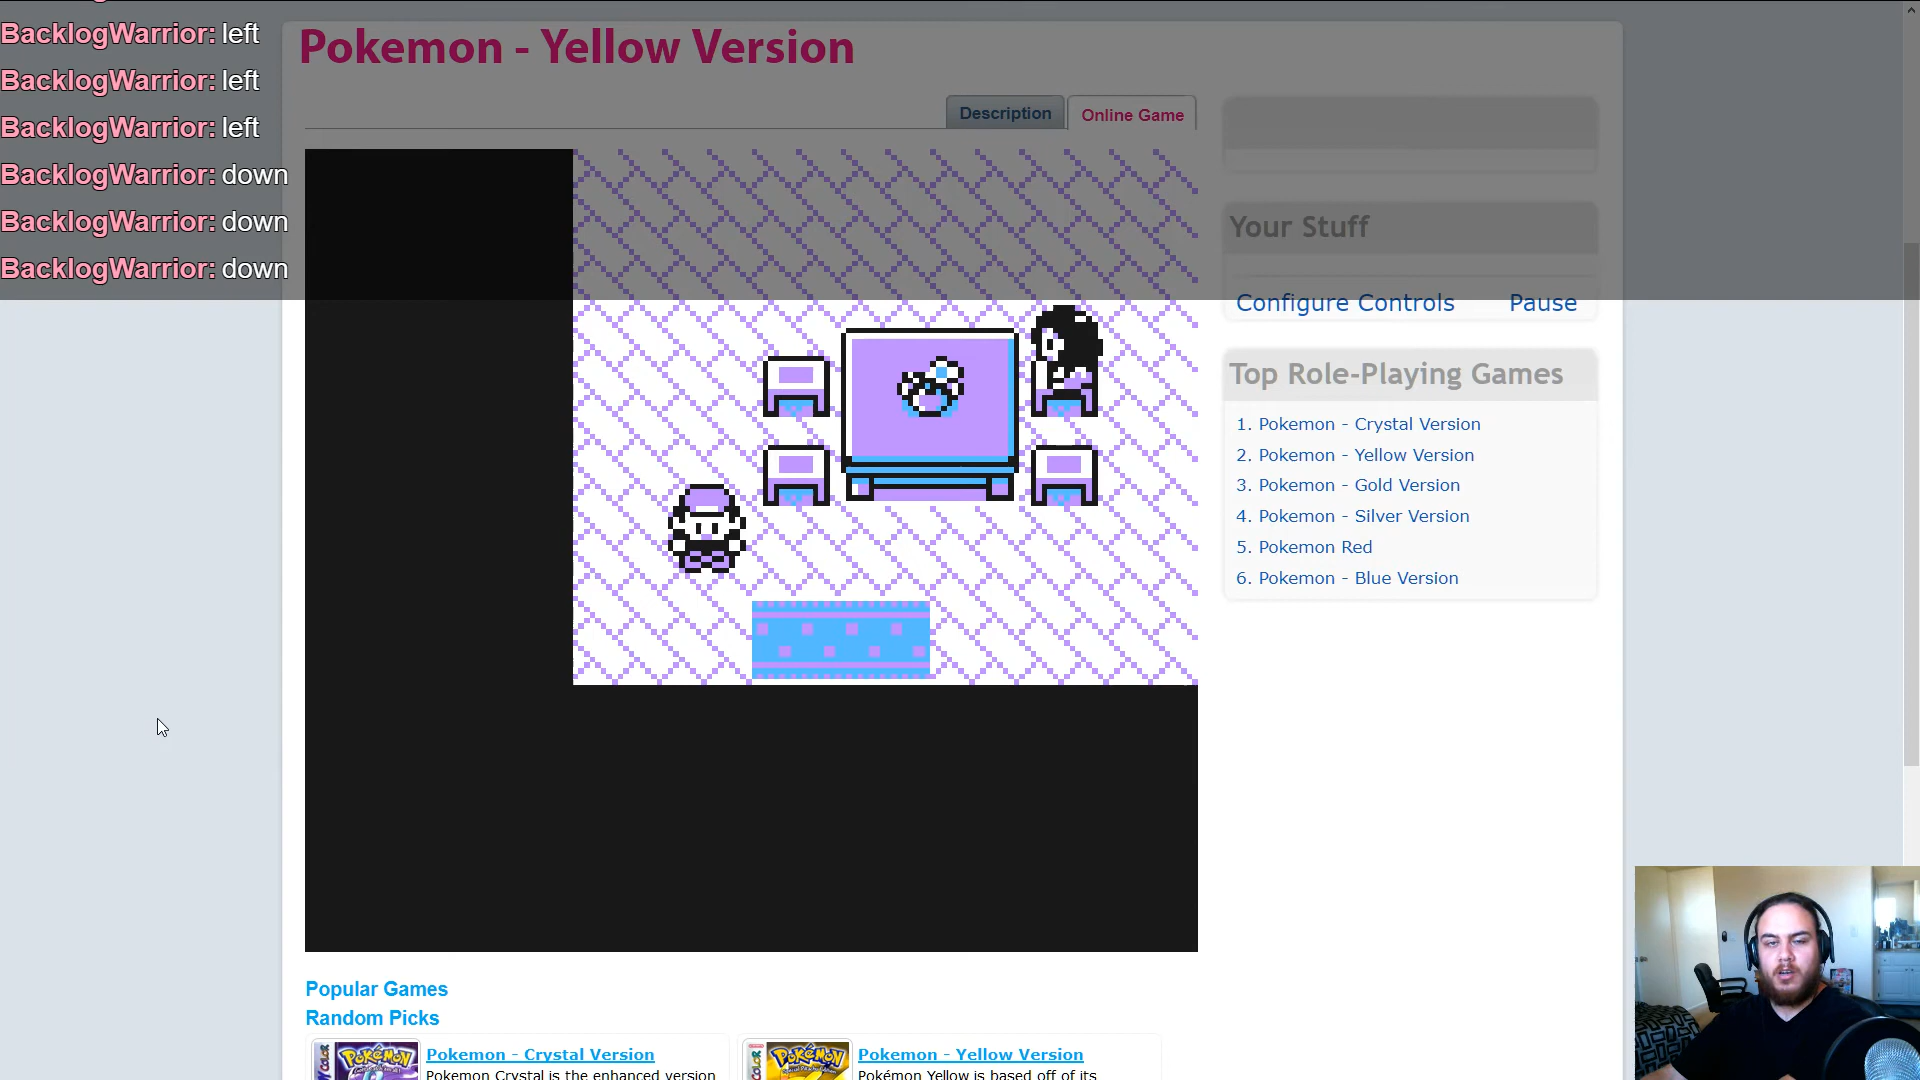 BacklogWarrior: left
BacklogWarrior: left
BacklogWarrior: left
BacklogWarrior: down
BacklogWarrior: down
BacklogWarrior: down
Pokemon - Yellow Version
Description
Online Game
Your Stuff
Configure Controls Pause
Top Role-Playing Games
1. Pokemon - Crystal Version
2. Pokemon - Yellow Version
3. Pokemon - Gold Version
4. Pokemon - Silver Version
5. Pokemon Red
6. Pokemon - Blue Version
Popular Games
Random Picks
POKéMON
Pokemon - Crystal Version
Pokemon Crystal is the enhanced version
POKéMON
Pokemon - Yellow Version
Pokémon Yellow is based off of its